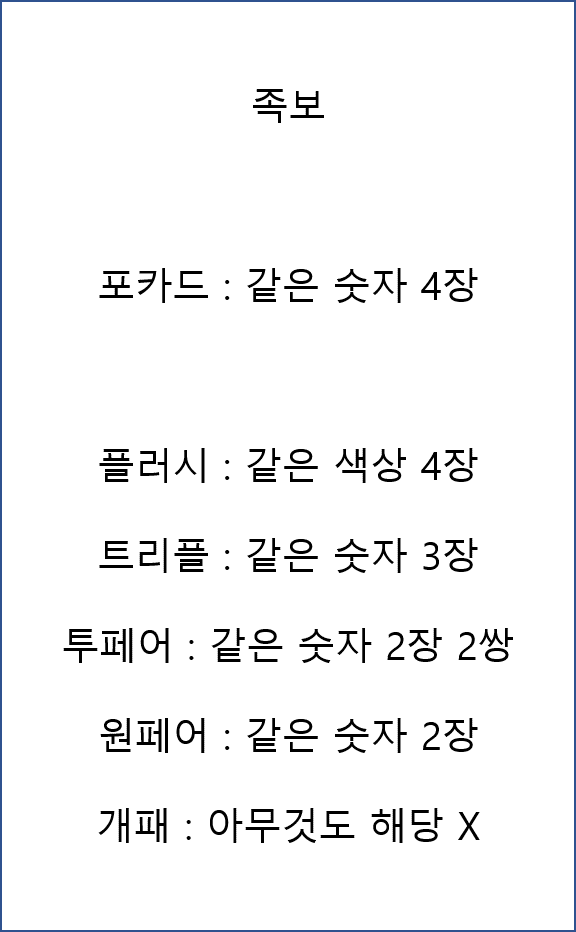 족보
포카드 : 같은 숫자 4장
플러시 : 같은 색상 4장
트리플 : 같은 숫자 3장
투페어 : 같은 숫자 2장 2쌍
원페어 : 같은 숫자 2장
개패 : 아무것도 해당 X